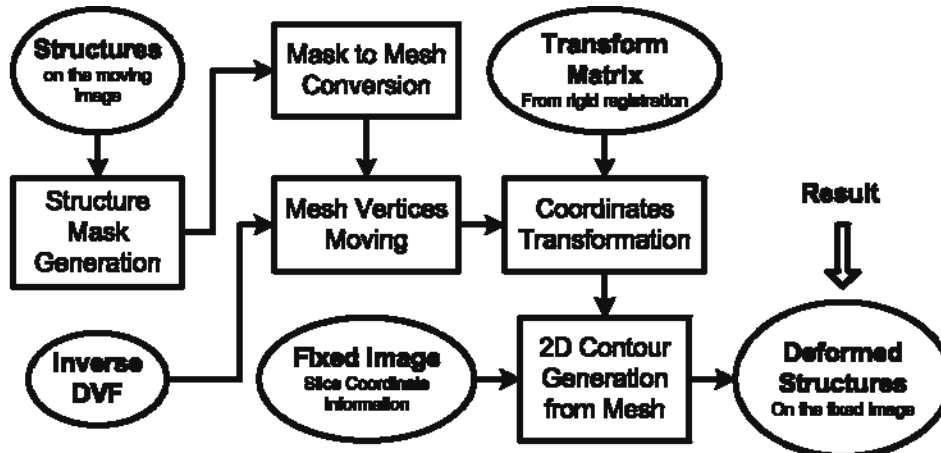 Structures
on the moving
image
Mask to Mesh
Conversion
Transform
Matrix
From rigid registration
Structure
Mask
Generation
Mesh Vertices
Moving
Coordinates
Transformation
Result
Inverse
DVF
Fixed Image
Slice Coordinate
information
2D Contour
Generation
from Mesh
Deformed
Structures
On the fixed image